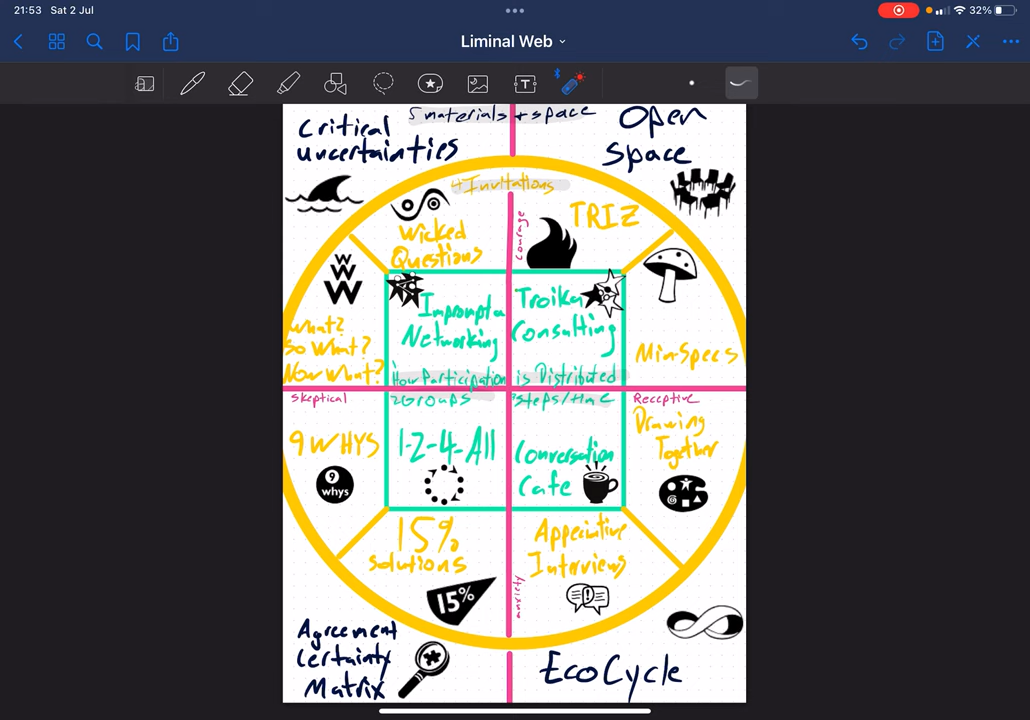 21:53 Sat 2 Jul
32%
Liminal Web
5 materials + space
Critical
uncertainties
Open
space
4 Invitations
Courage
TRIZ
Wicked
Questions
W
W
W
Impromptu
Networking
Troika
Consulting
What?
So What?
Now What?
MinSpecs
How Participation is Distributed
Skeptical
2 Groups
3 Steps/Time
Receptive
9 WHYS
1-2-4-All
Conversation
Cafe
Drawing
Together
9
whys
15%
Solutions
Appeciative
Interviews
15%
anxiety
Agreement
Certainty
Matrix
EcoCycle